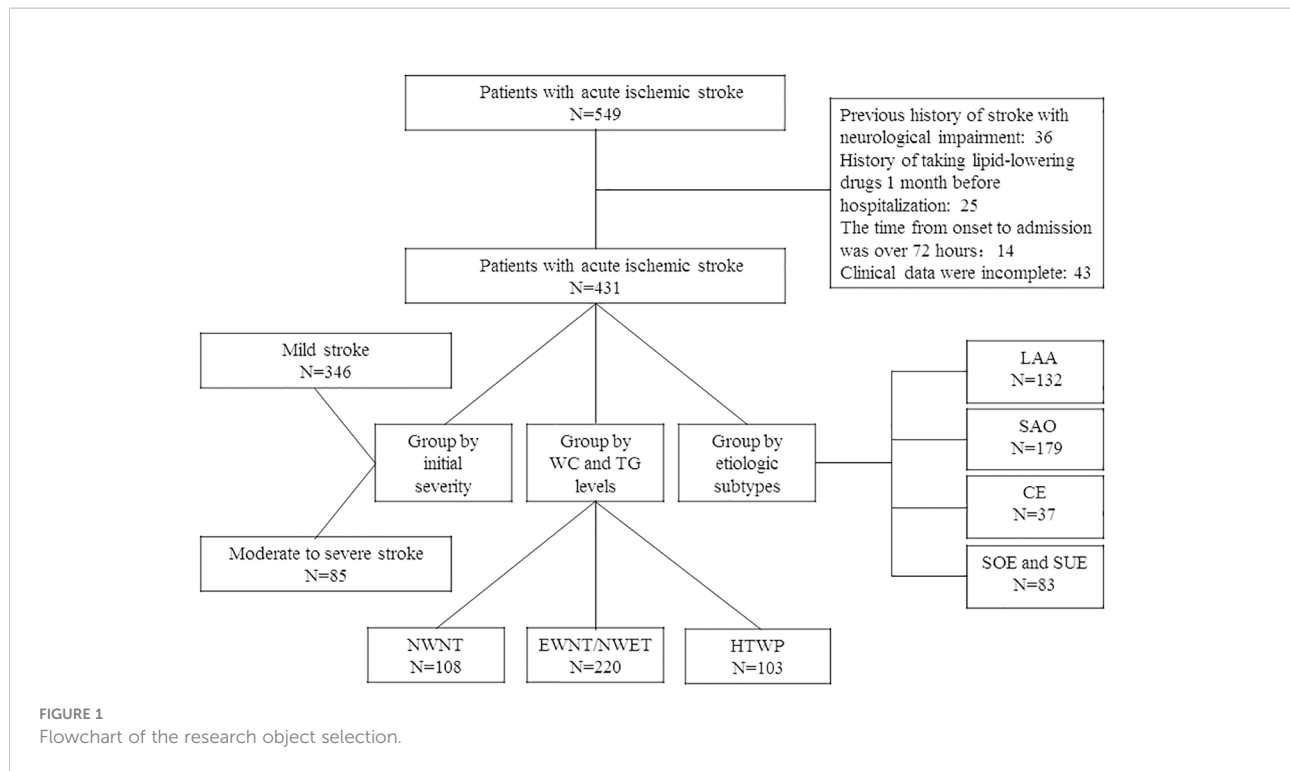 Patients with acute ischemic stroke
N=549
Previous history of stroke with
neurological impairment: 36
History of taking lipid-lowering
drugs 1 month before
hospitalization: 25
The time from onset to admission
was over 72 hours：14
Clinical data were incomplete: 43
Patients with acute ischemic stroke
N=431
Mild stroke
N=346
Moderate to severe stroke
N=85
Group by
initial
severity
Group by
WC and TG
levels
Group by
etiologic
subtypes
LAA
N=132
SAO
N=179
CE
N=37
SOE and SUE
N=83
NWNT
N=108
EWNT/NWET
N=220
HTWP
N=103
FIGURE 1
Flowchart of the research object selection.